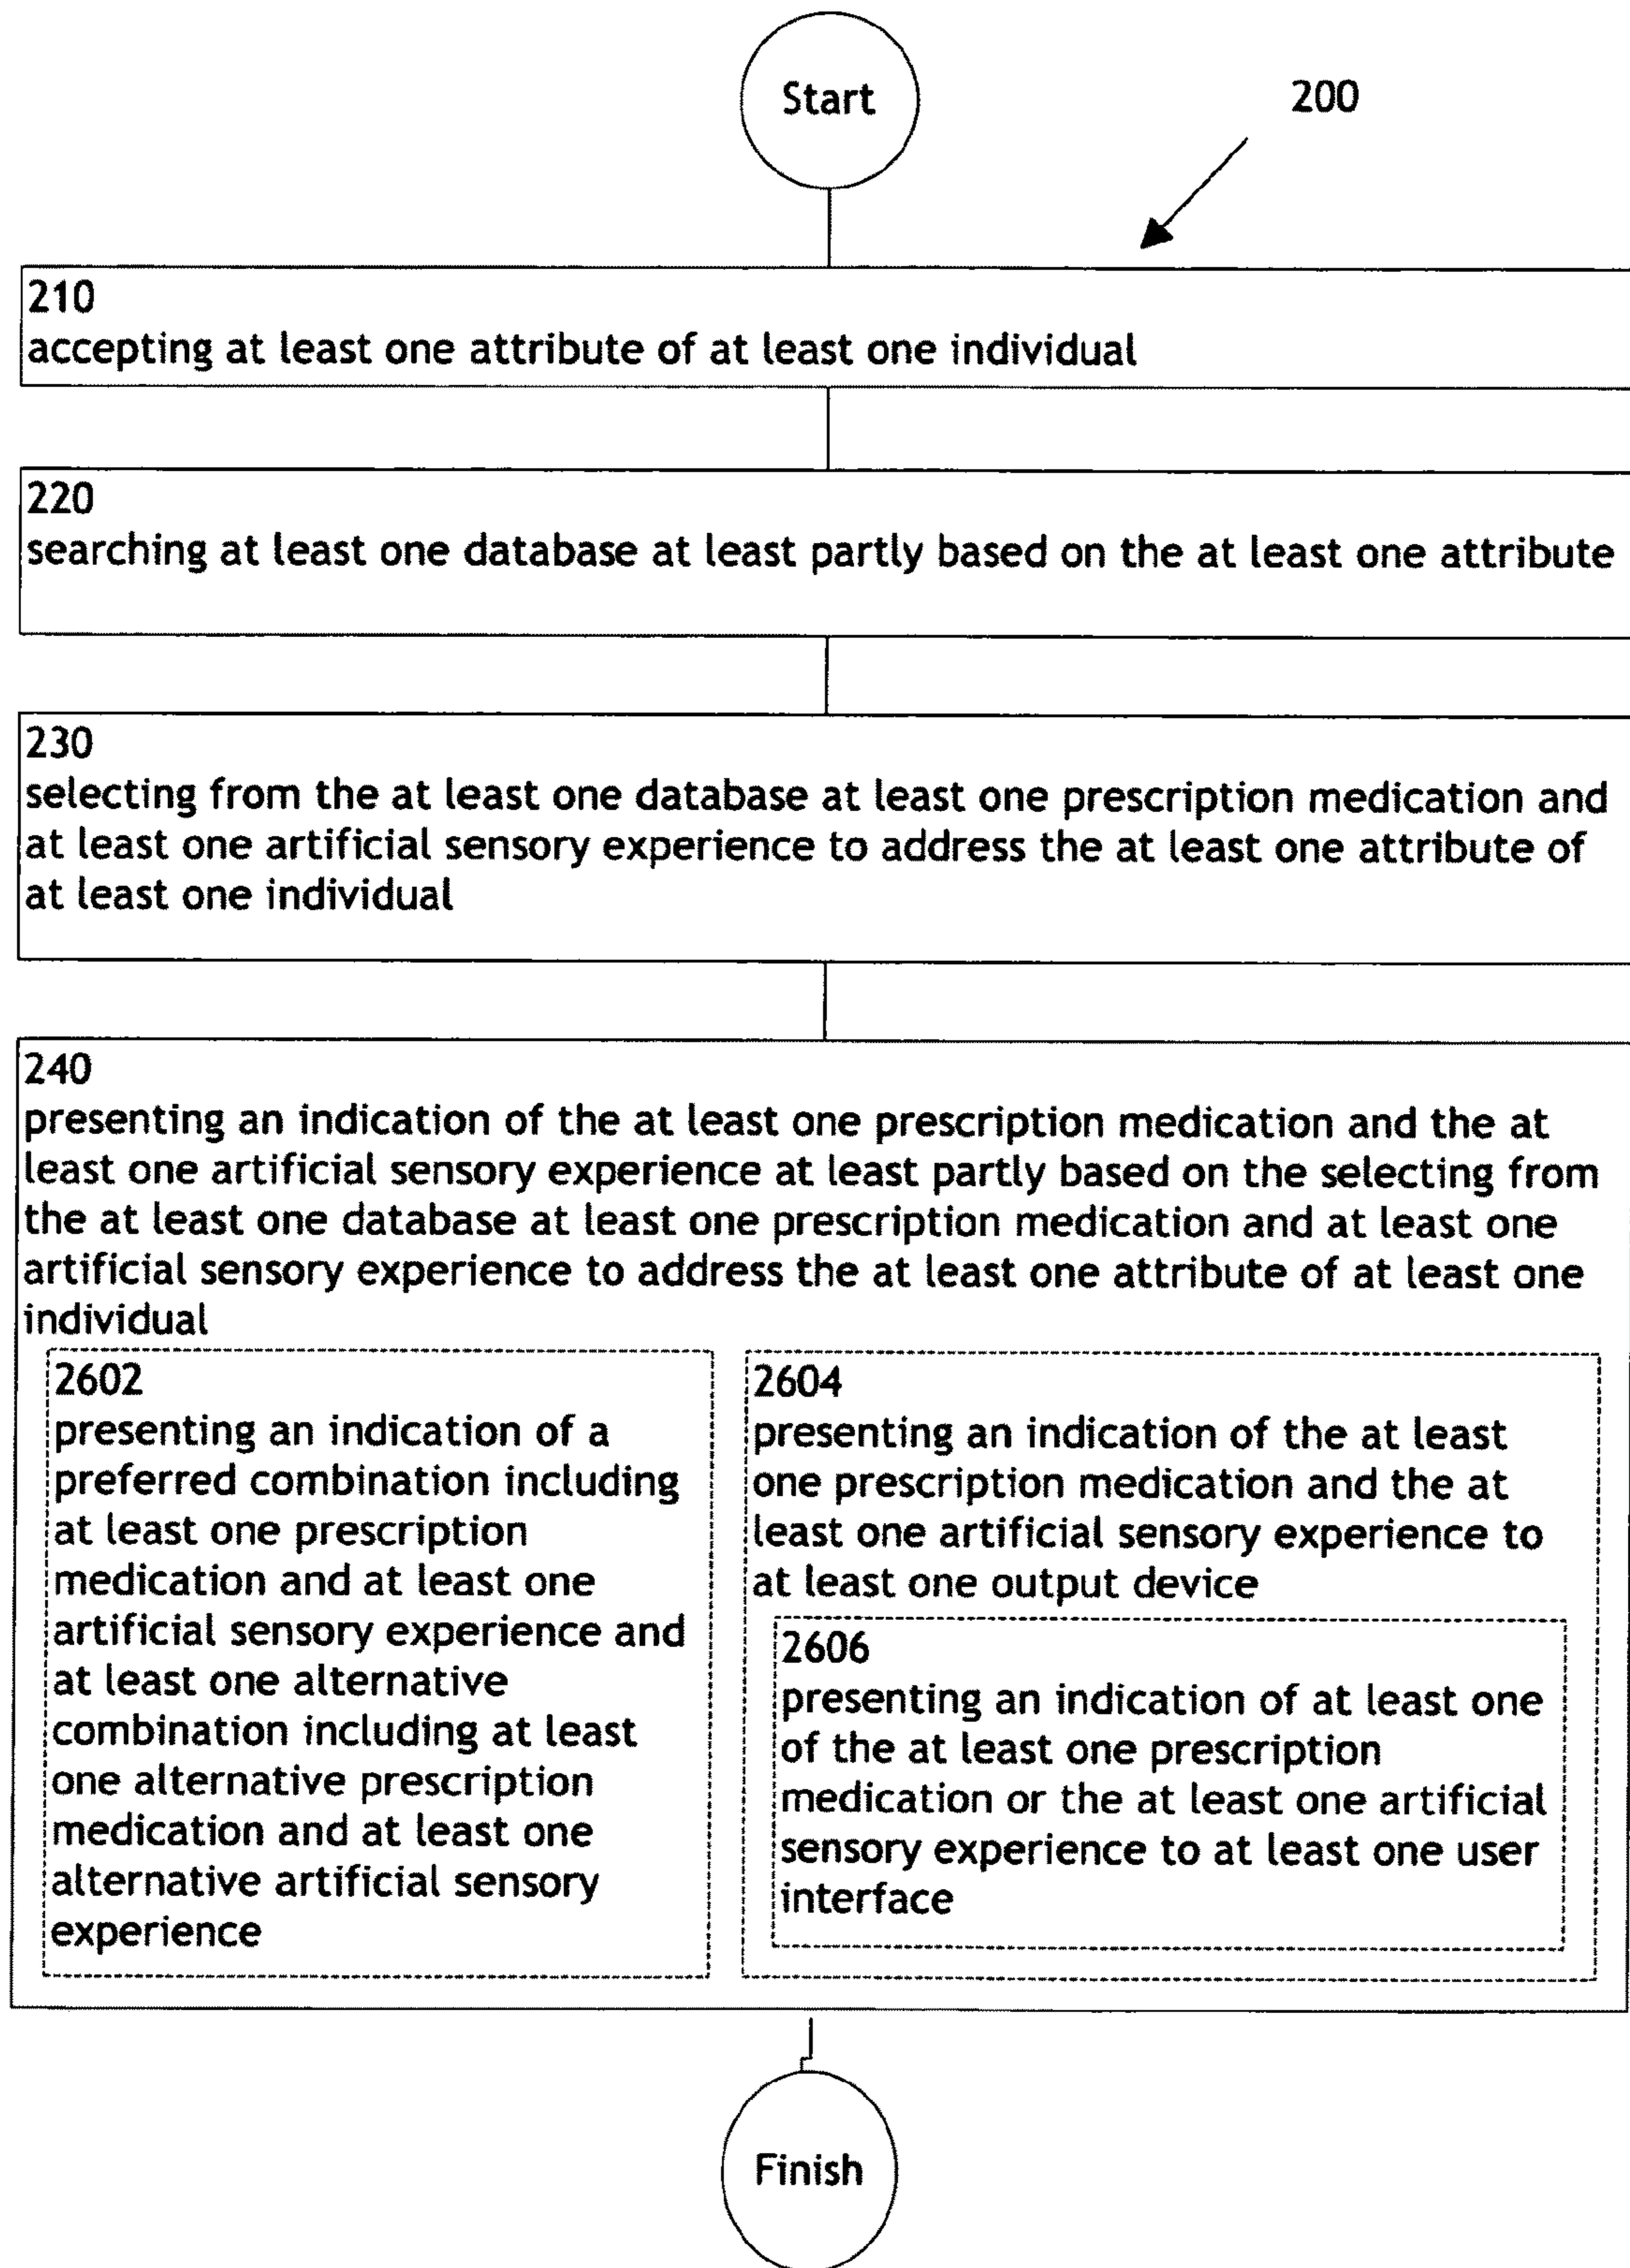 Start
200
210
accepting at least one attribute of at least one individual
220
searching at least one database at least partly based on the at least one attribute
230
selecting from the at least one database at least one prescription medication and
at least one artificial sensory experience to address the at least one attribute of
at least one individual
240
presenting an indication of the at least one prescription medication and the at
least one artificial sensory experience at least partly based on the selecting from
the at least one database at least one prescription medication and at least one
artificial sensory experience to address the at least one attribute of at least one
individual
2602
presenting an indication of a
preferred combination including
at least one prescription
medication and at least one
artificial sensory experience and
at least one alternative
combination including at least
one alternative prescription
medication and at least one
alternative artificial sensory
experience
2604
presenting an indication of the at least
one prescription medication and the at
least one artificial sensory experience to
at least one output device
2606
presenting an indication of at least one
of the at least one prescription
medication or the at least one artificial
sensory experience to at least one user
interface
Finish